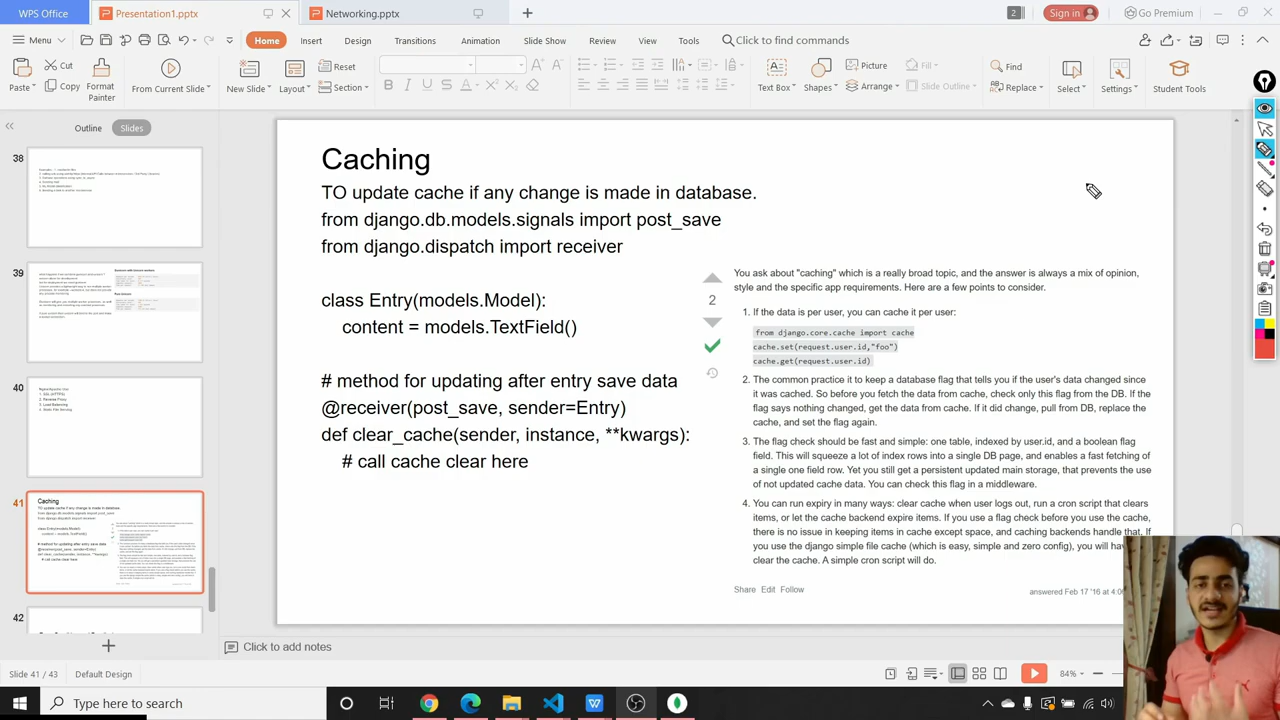 WPS Office
Presentation1.pptx
Networking.pptx
2
Sign in
Go Premium
Menu
Home
Insert
Design
Transitions
Animation
Slide Show
Review
View
Tools
Click to find commands
Paste
Cut
Copy
Format
Painter
From Current Slide
New Slide
Layout
Reset
Section
Text Box
Shapes
Picture
Arrange
Fill
Slide Outline
Find
Replace
Select
Settings
Student Tools
Outline
Slides
38
39
40
41
42
Caching
TO update cache if any change is made in database.
from django.db.models.signals import post_save
from django.dispatch import receiver
class Entry(models.Model):
content = models.TextField()
# method for updating after entry save data
@receiver(post_save, sender=Entry)
def clear_cache(sender, instance, **kwargs):
# call cache clear here
2
You ask about "caching" which is a really broad topic, and the answer is always a mix of opinion,
style and the specific app requirements. Here are a few points to consider.
1. If the data is per user, you can cache it per user:
from django.core.cache import cache
cache.set(request.user.id,"foo")
cache.get(request.user.id)
2. The common practice it to keep a database flag that tells you if the user's data changed since
it was cached. So before you fetch the data from cache, check only this flag from the DB. If the
flag says nothing changed, get the data from cache. If it did change, pull from DB, replace the
cache, and set the flag again.
3. The flag check should be fast and simple: one table, indexed by user.id, and a boolean flag
field. This will squeeze a lot of index rows into a single DB page, and enables a fast fetching of
a single one field row. Yet you still get a persistent updated main storage, that prevents the use
of not updated cache data. You can check this flag in a middleware.
4. You can run expiry in many ways: clear cache when user logs out, run a cron script that clears
items, or let the cache backend expire items. If you use a flag check before you use the cache,
there is no issue in keeping items in cache except space, and caching backends handle that. If
you use the django simple file cache (which is easy, simple and zero config), you will
clear the cache. A simple cron script will do.
Share Edit Follow
answered Feb 17 '16 at
Click to add notes
Slide 41 / 43
Default Design
84%
Type here to search